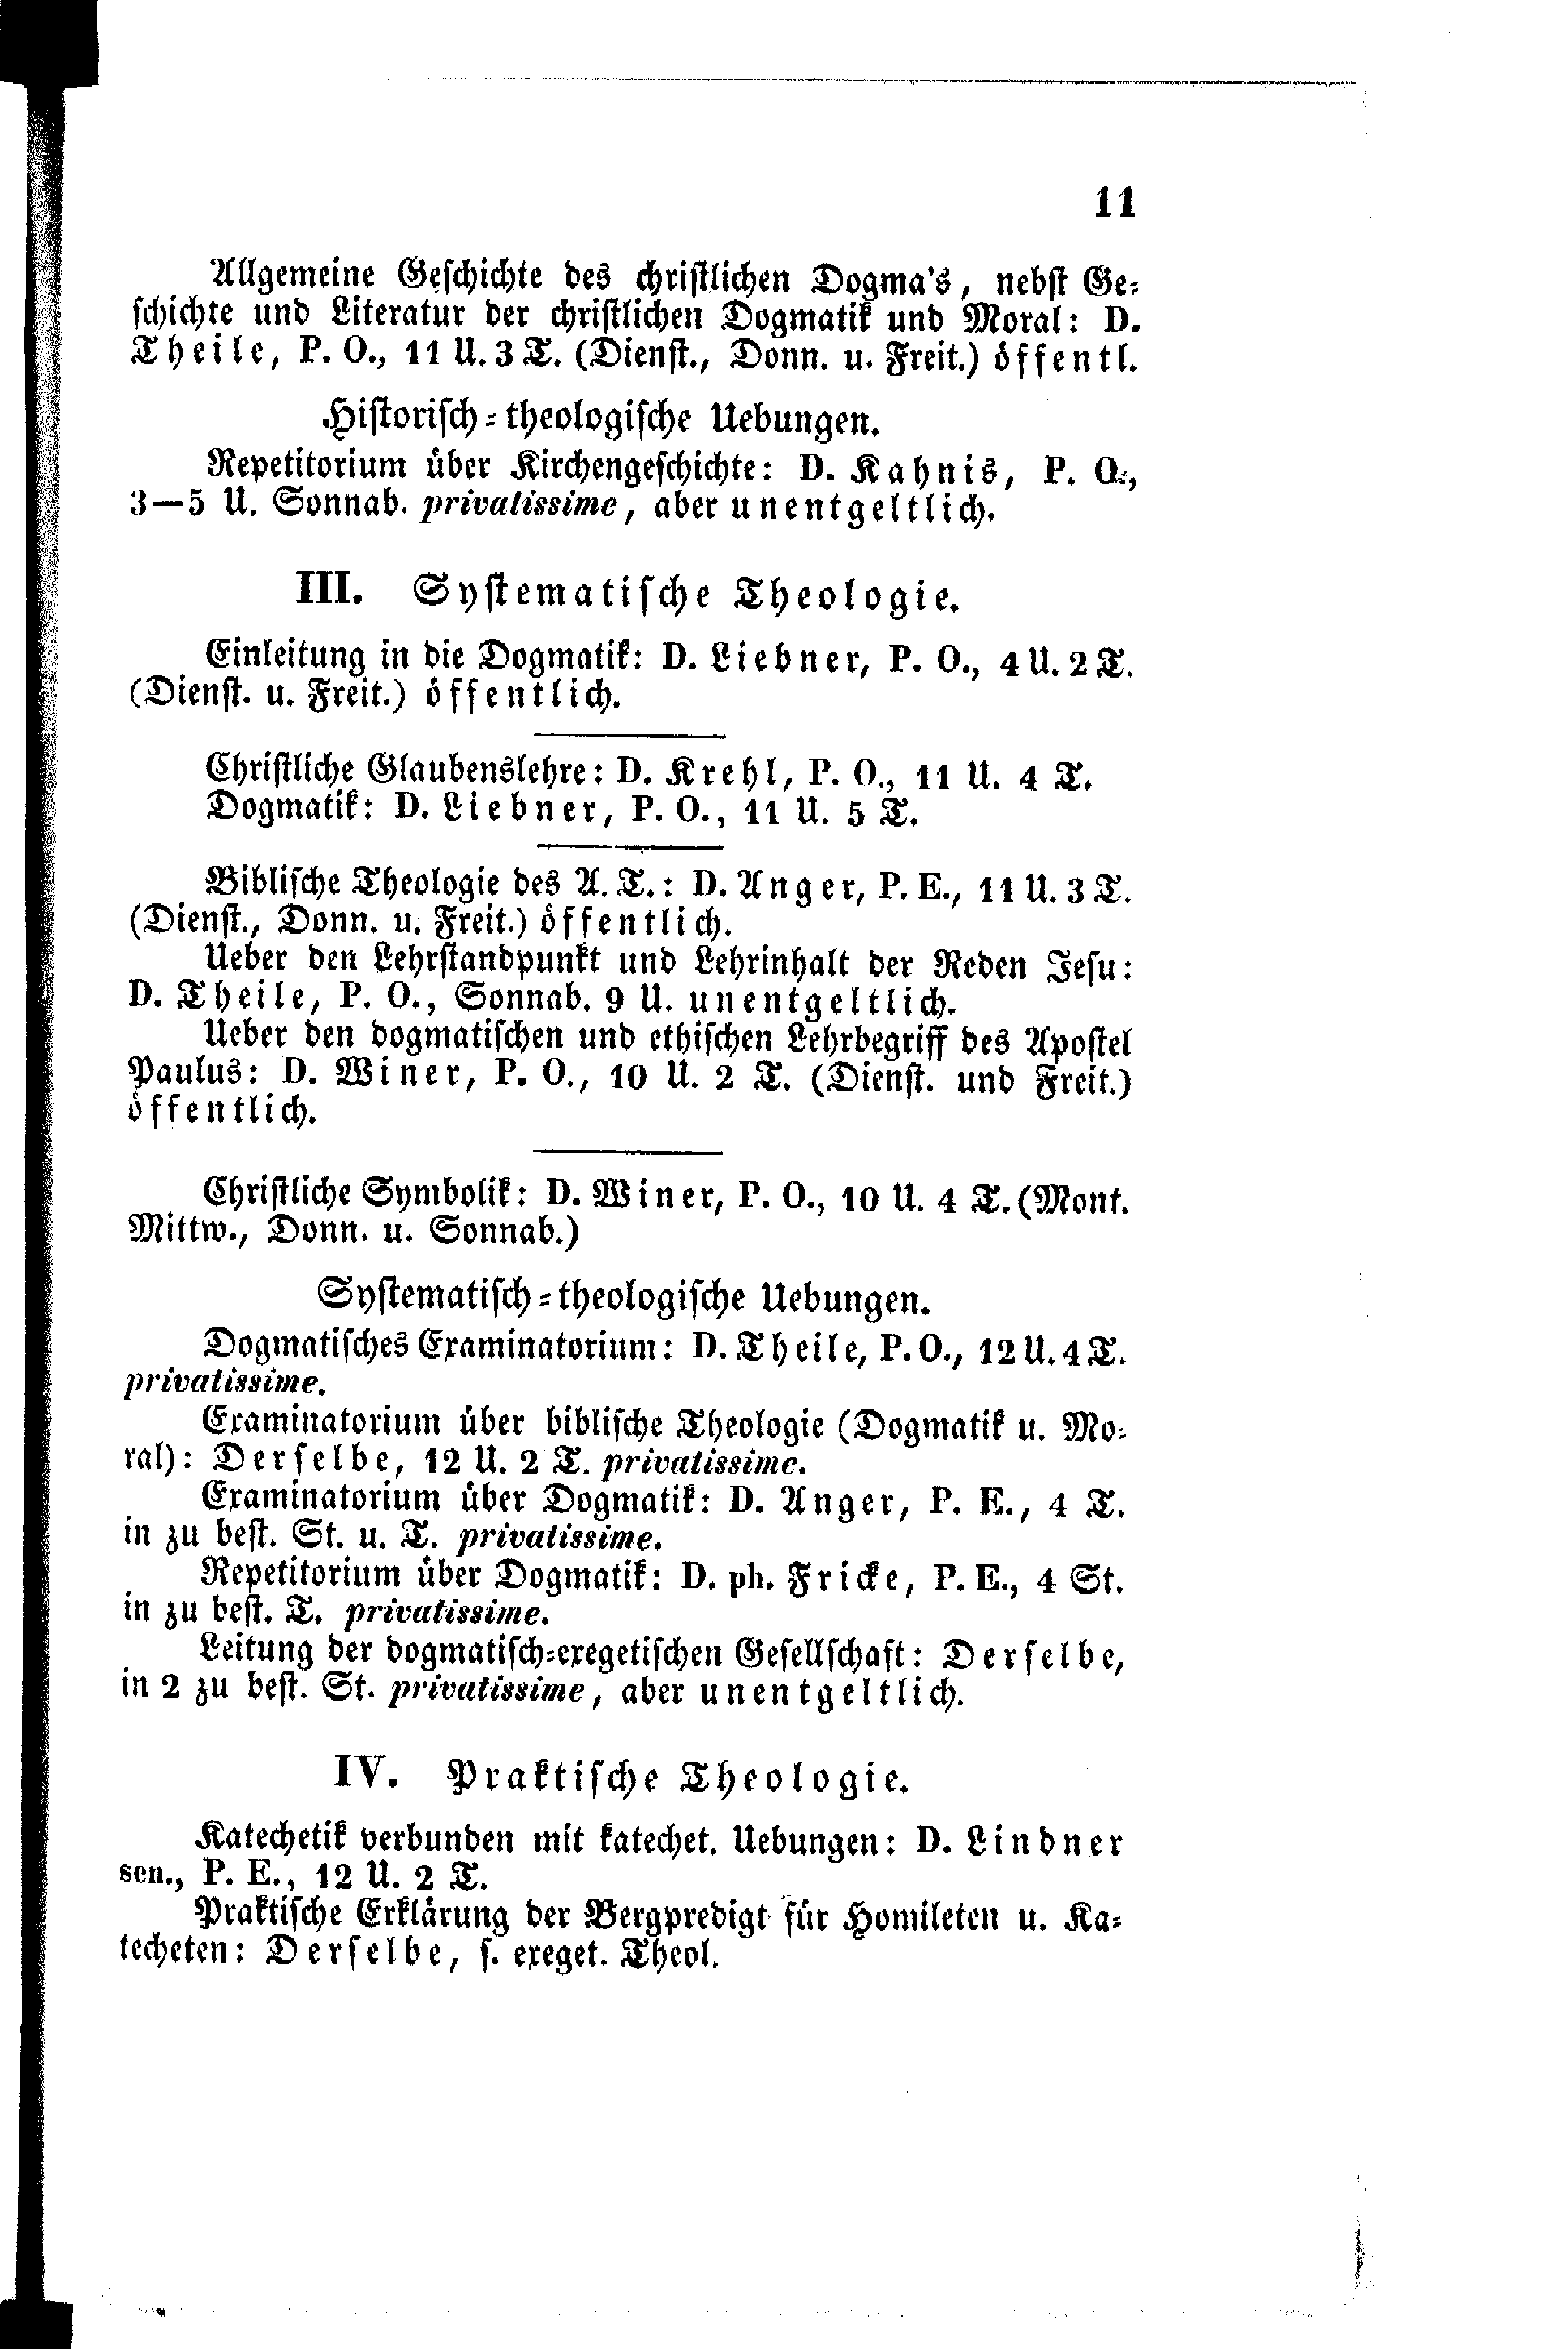 11
Allgemeine Geschichte des christlichen Dogma's, nebst Ge-
schichte und Literatur der christlichen Dogmatik und Moral: D.
Theile, P. O., 11 U. 3 T. (Dienst., Donn. u. Freit.) öffentl.
Historisch-theologische Uebungen.
Repetitorium über Kirchengeschichte: D. Kahnis, P. O.,
3—5 U. Sonnab. privatissime, aber unentgeltlich.
III. Systematische Theologie.
Einleitung in die Dogmatik: D. Liebner, P. O., 4 U. 2 T.
(Dienst. u. Freit.) öffentlich.
Christliche Glaubenslehre: D. Krehl, P. O., 11 U. 4 T.
Dogmatik: D. Liebner, P. O., 11 U. 5 T.
Biblische Theologie des A. T.: D. Anger, P. E., 11 U. 3 T.
(Dienst., Donn. u. Freit.) öffentlich.
Ueber den Lehrstandpunkt und Lehrinhalt der Reden Jesu:
D. Theile, P. O., Sonnab. 9 U. unentgeltlich.
Ueber den dogmatischen und ethischen Lehrbegriff des Apostel
Paulus: D. Winer, P. O., 10 U. 2 T. (Dienst. und Freit.)
öffentlich.
Christliche Symbolik: D. Winer, P. O., 10 U. 4 T. (Mont.
Mittw., Donn. u. Sonnab.)
Systematisch-theologische Uebungen.
Dogmatisches Examinatorium: D. Theile, P. O., 12 U. 4 T.
privatissime.
Examinatorium über biblische Theologie (Dogmatik u. Mo-
ral): Derselbe, 12 U. 2 T. privatissime.
Examinatorium über Dogmatik: D. Anger, P. E., 4 T.
in zu best. St. u. T. privatissime.
Repetitorium über Dogmatik: D. ph. Fricke, P. E., 4 St.
in zu best. T. privatissime.
Leitung der dogmatisch-exegetischen Gesellschaft: Derselbe,
in 2 zu best. St. privatissime, aber unentgeltlich.
IV. Praktische Theologie.
Katechetik verbunden mit katechet. Uebungen: D. Lindner
sen., P. E., 12 U. 2 T.
Praktische Erklärung der Bergpredigt für Homileten u. Ka-
techeten: Derselbe, s. exeget. Theol.